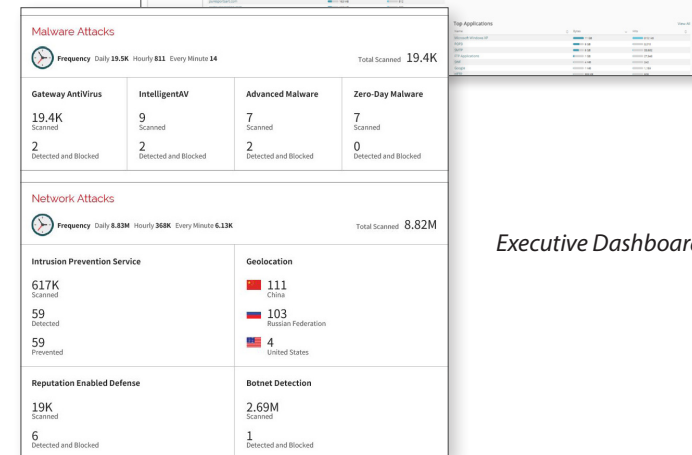 Malware Attacks
Frequency Daily 19.5K Hourly 811 Every Minute 14
Total Scanned 19.4K
Gateway AntiVirus
19.4K
Scanned
2
Detected and Blocked
IntelligentAV
9
Scanned
2
Detected and Blocked
Advanced Malware
7
Scanned
2
Detected and Blocked
Zero-Day Malware
7
Scanned
0
Detected and Blocked
Network Attacks
Frequency Daily 8.83M Hourly 368K Every Minute 6.13K
Total Scanned 8.82M
Intrusion Prevention Service
617K
Scanned
59
Detected
59
Prevented
Geolocation
111
China
103
Russian Federation
4
United States
Reputation Enabled Defense
19K
Scanned
6
Detected and Blocked
Botnet Detection
2.69M
Scanned
1
Detected and Blocked
Top Applications
View All
Executive Dashboar